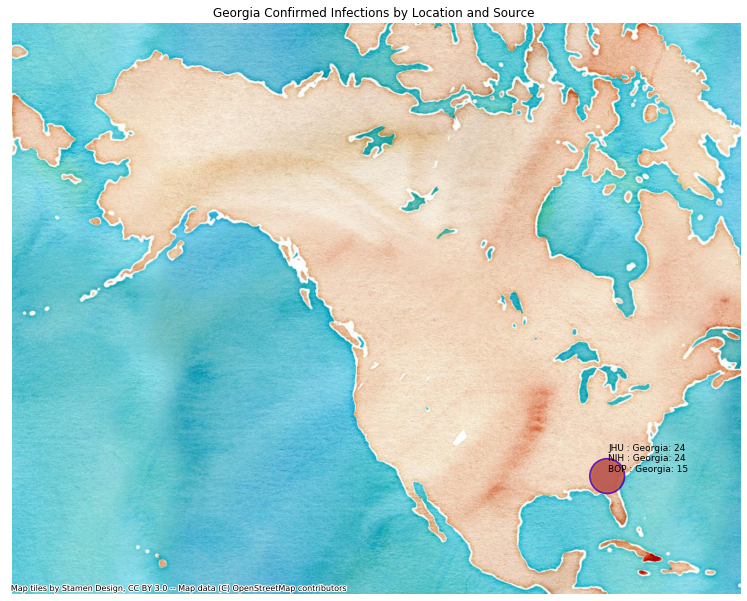 Georgia Confirmed Infections by Location and Source
JHU : Georgia: 24
NIH : Georgia: 24
BOP : Georgia: 15
Map tiles by Stamen Design, CC BY 3.0 -- Map data (C) OpenStreetMap contributors